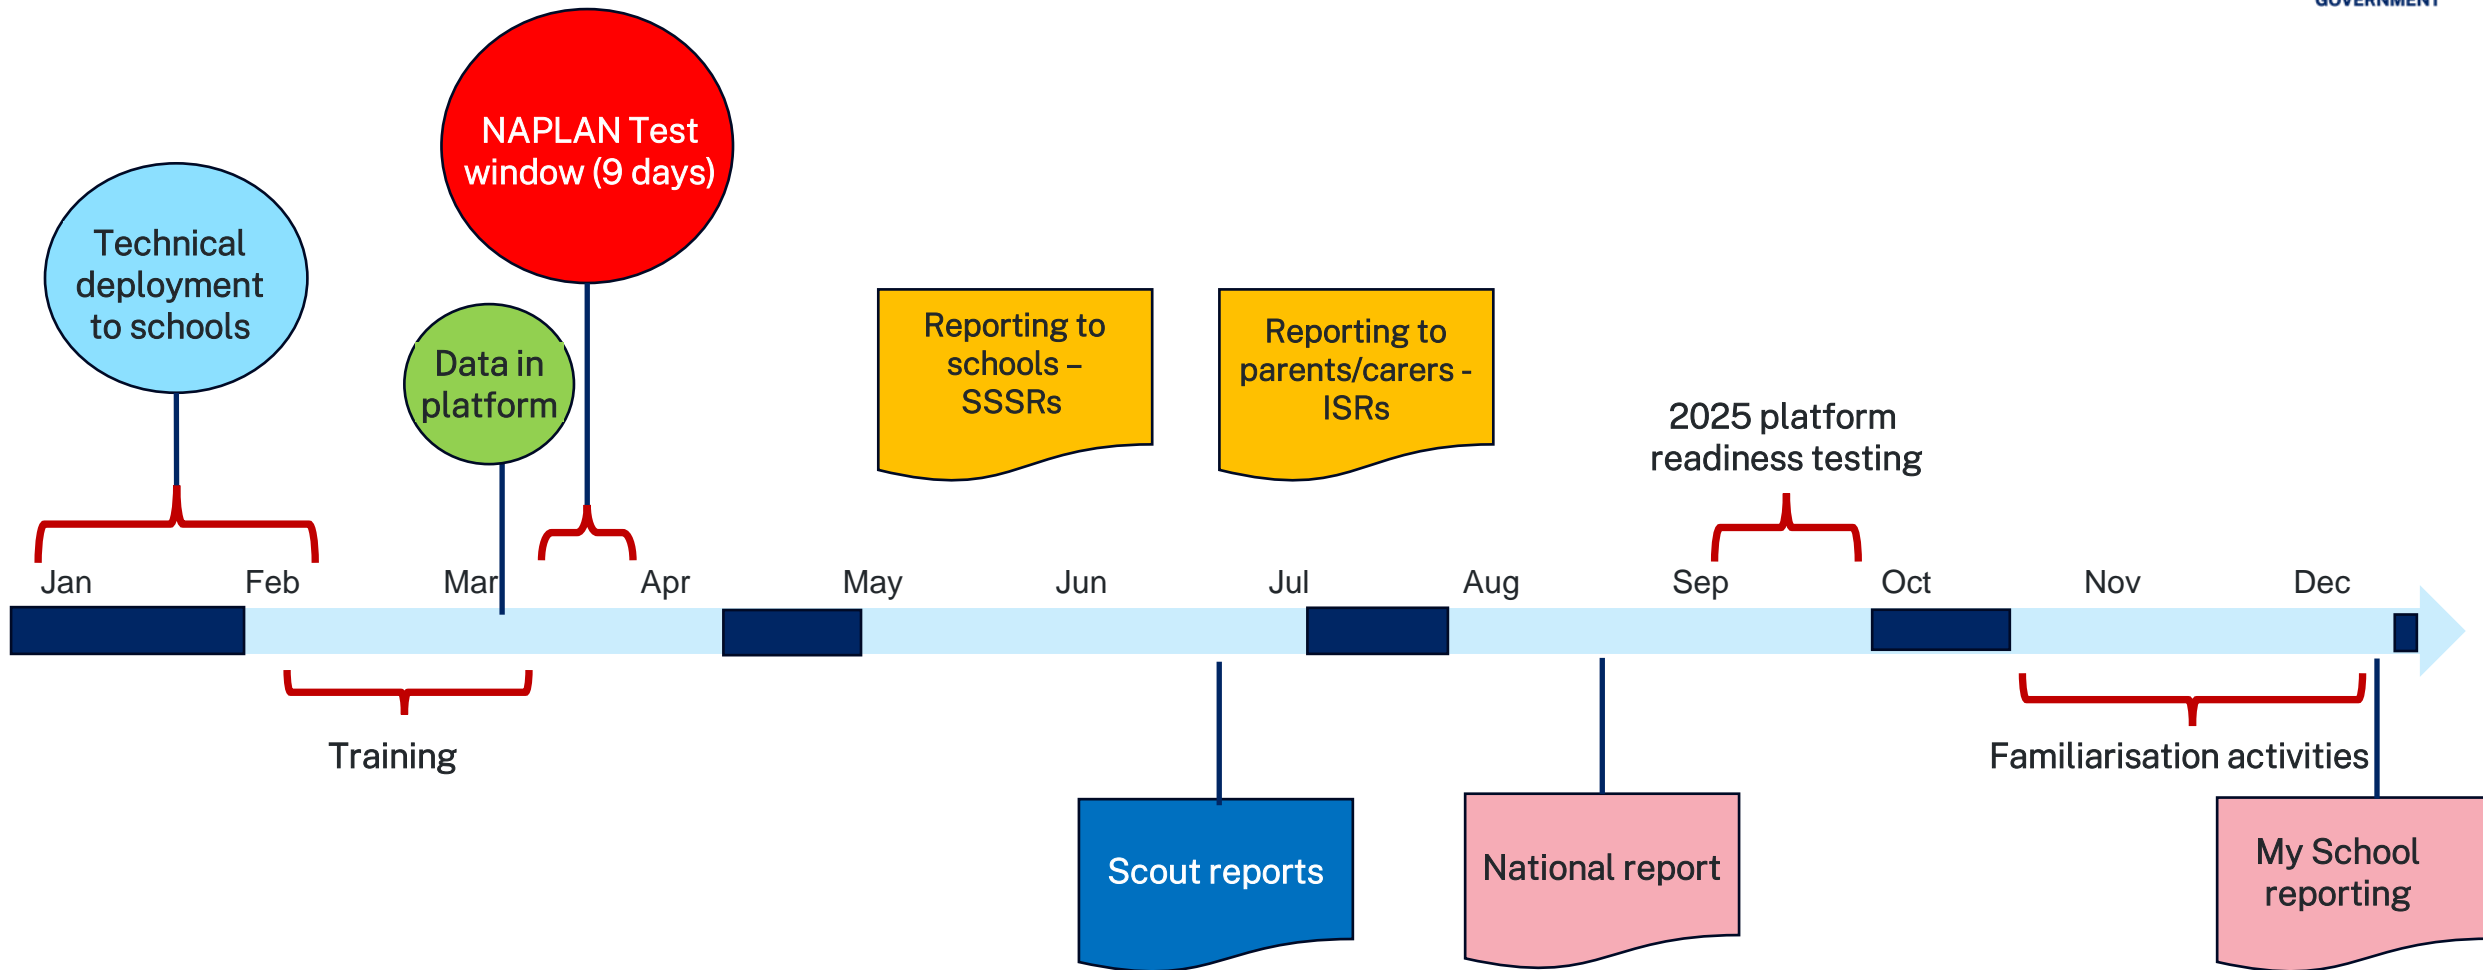 GOVERNMENT
NAPLAN Test
window (9 days)
Technical
deployment
to schools
Data in
platform
Reporting to
schools –
SSSRs
Reporting to
parents/carers -
ISRs
2025 platform
readiness testing
Jan Feb Mar Apr May Jun Jul Aug Sep Oct Nov Dec
Training
Familiarisation activities
Scout reports
National report
My School
reporting